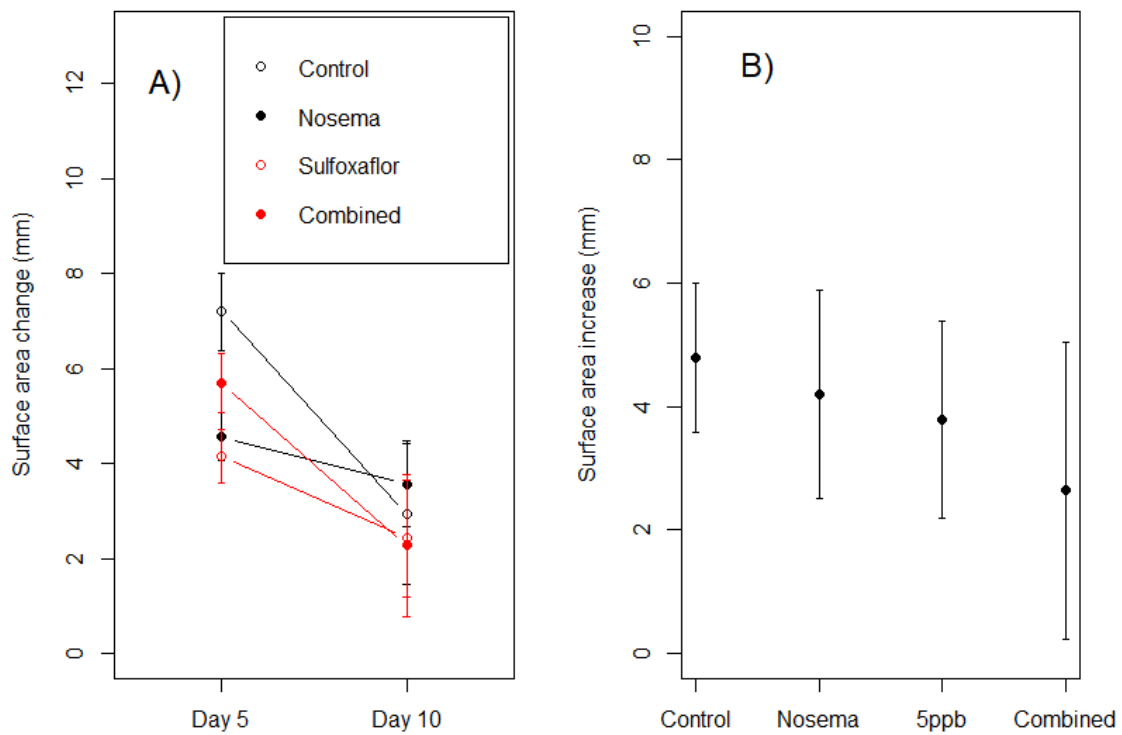 A)
Control
Nosema
Sulfoxaflor
Combined
Surface area change (mm)
12
10
8
6
4
2
0
Day 5
Day 10
B)
Surface area increase (mm)
10
8
6
4
2
0
Control
Nosema
5ppb
Combined